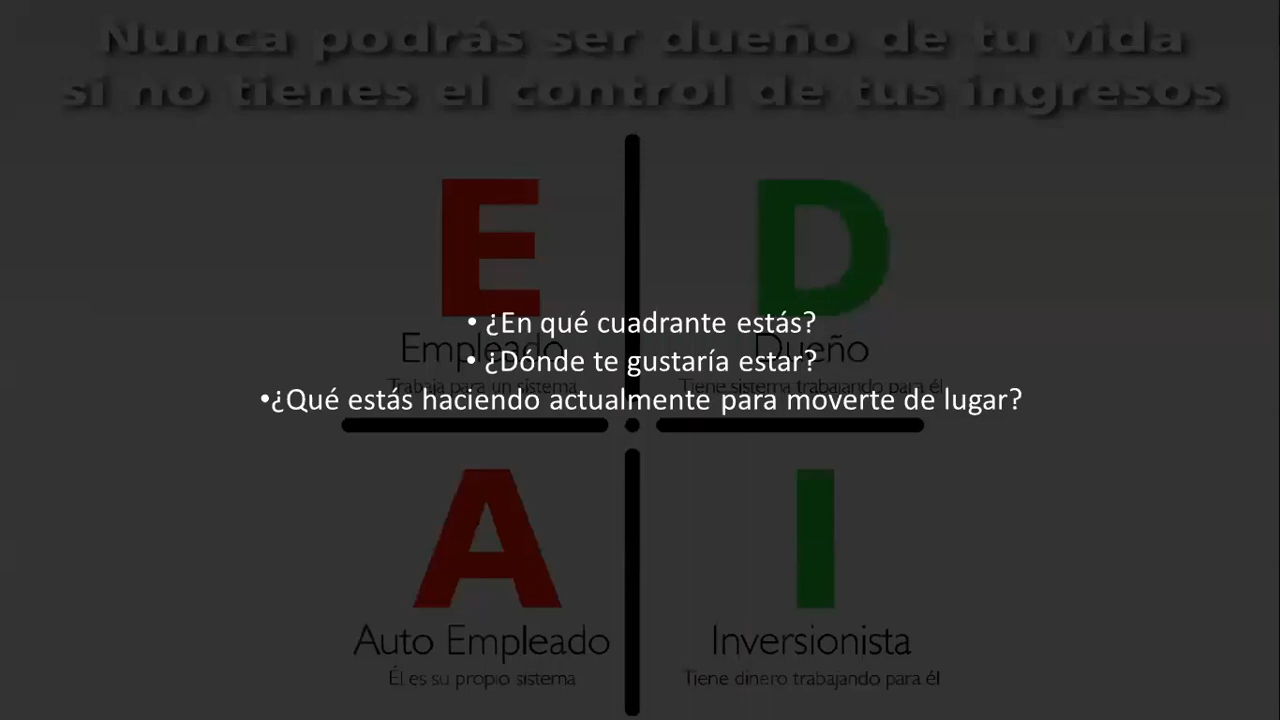 Nunca podrás ser dueño de tu vida
si no tienes el control de tus ingresos
E
D
• ¿En qué cuadrante estás?
Empleado
Dueño
• ¿Dónde te gustaría estar?
Trabaja para un sistema
Tiene sistema trabajando para él
•¿Qué estás haciendo actualmente para moverte de lugar?
A
I
Auto Empleado
Inversionista
Él es su propio sistema
Tiene dinero trabajando para él